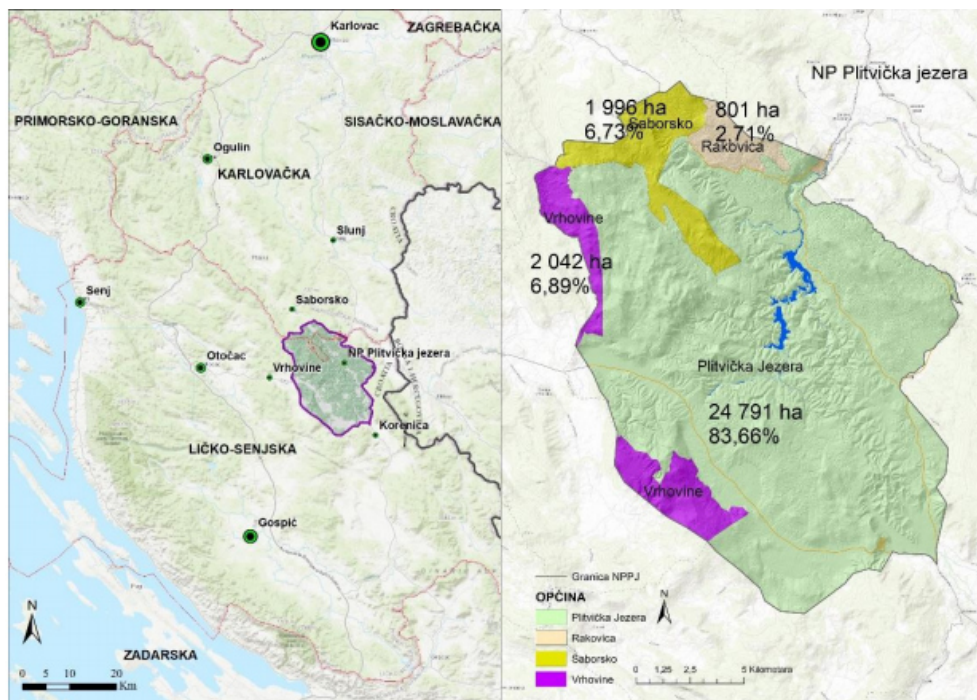 Karlovac
ZAGREBAČKA
PRIMORSKO-GORANSKA
SISAČKO-MOSLAVAČKA
Ogulin
KARLOVAČKA
Slunj
Senj
Saborsko
Otočac
NP Plitvička jezera
Vrhovine
Korenica
LIČKO-SENJSKA
Gospić
N
ZADARSKA
0 5 10 20
Km
NP Plitvička jezera
1 996 ha
6,73%
Saborsko
801 ha
2,71%
Rakovica
Vrhovine
2 042 ha
6,89%
Plitvička Jezera
24 791 ha
83,66%
Vrhovine
Granica NPPJ
OPĆINA
N
Plitvička Jezera
Rakovica
Saborsko
Vrhovine
0 1,25 2,5 5 Kilometara